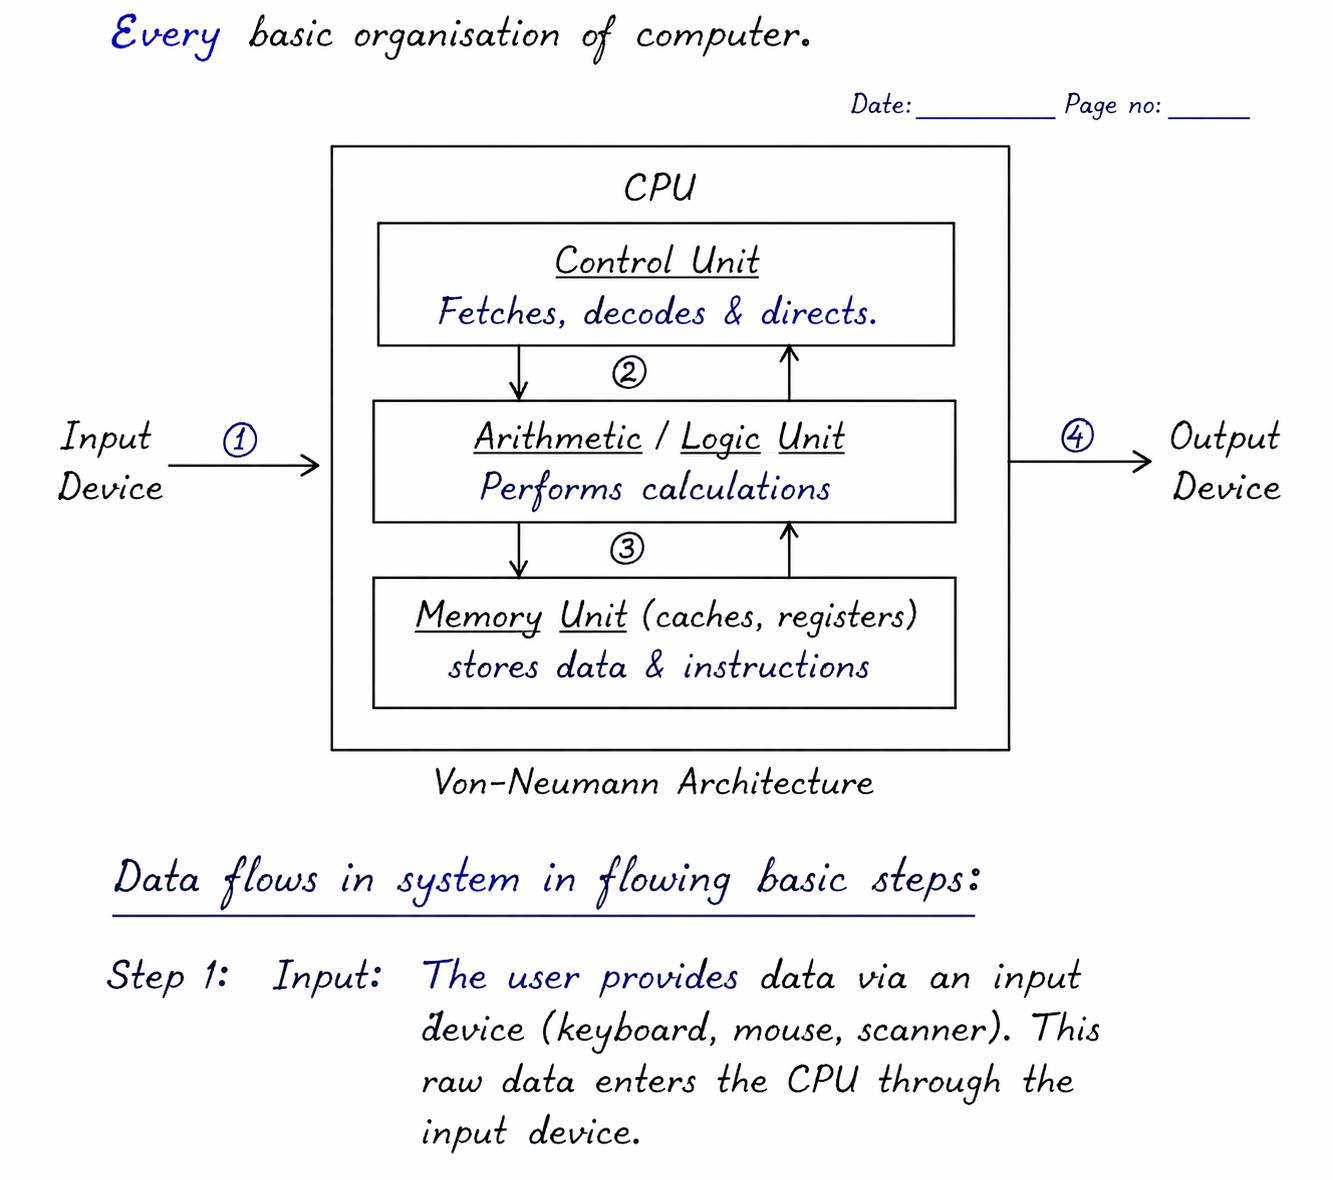 Every basic organisation of computer.
Date: Page no:
CPU
Control Unit
Fetches, decodes & directs.
②
Input
Device
①
Arithmetic / Logic Unit
Performs calculations
④
Output
Device
③
Memory Unit (caches, registers)
stores data & instructions
Von-Neumann Architecture
Data flows in system in flowing basic steps:
Step 1: Input: The user provides data via an input
device (keyboard, mouse, scanner). This
raw data enters the CPU through the
input device.